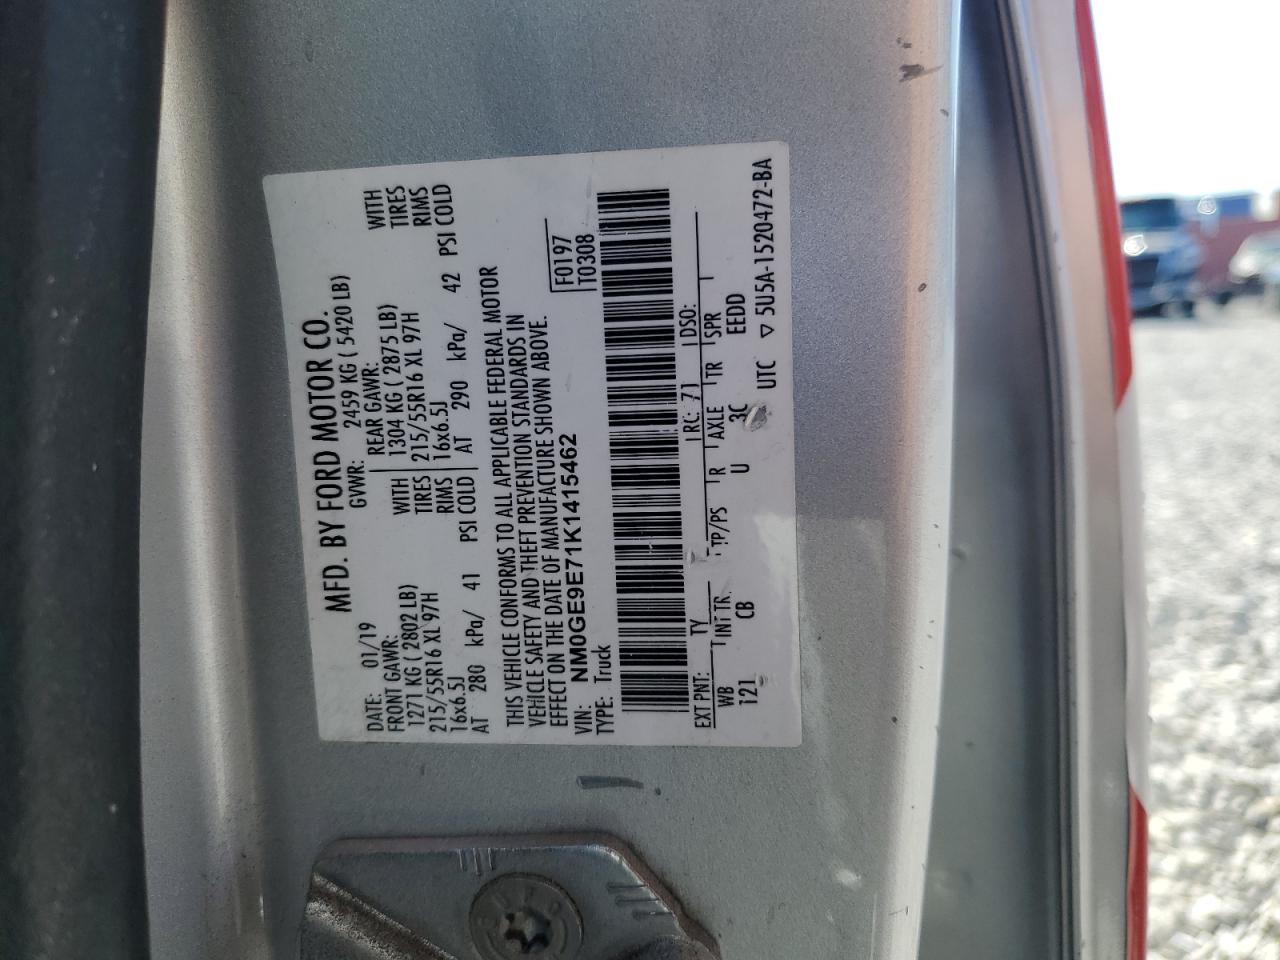 MFD. BY FORD MOTOR CO.
DATE: 01/19 GVWR: 2459 KG ( 5420 LB)
FRONT GAWR: REAR GAWR:
1271 KG ( 2802 LB) WITH 1304 KG ( 2875 LB) WITH
215/55R16 XL 97H TIRES 215/55R16 XL 97H TIRES
16x6.5J RIMS 16x6.5J RIMS
AT 280 kPa/ 41 PSI COLD AT 290 kPa/ 42 PSI COLD
THIS VEHICLE CONFORMS TO ALL APPLICABLE FEDERAL MOTOR
VEHICLE SAFETY AND THEFT PREVENTION STANDARDS IN
EFFECT ON THE DATE OF MANUFACTURE SHOWN ABOVE.
VIN: NM0GE9E71K1415462 F0197
TYPE: Truck T0308
EXT PNT: TY RC: 71 DSO:
WB INT TR TP/PS R AXLE TR SPR
121 CB U 3C EEDD
UTC ▽ 5U5A-1520472-BA